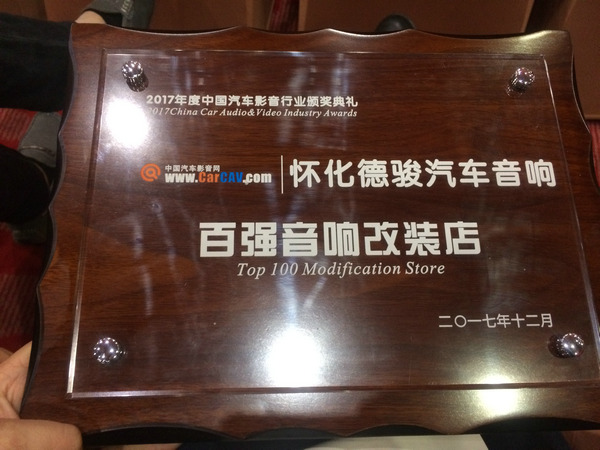 2017年度中国汽车影音行业颁奖典礼
2017China Car Audio&Video Industry Awards
中国汽车影音网
www.CarCAV.com
怀化德骏汽车音响
百强音响改装店
Top 100 Modification Store
二〇一七年十二月